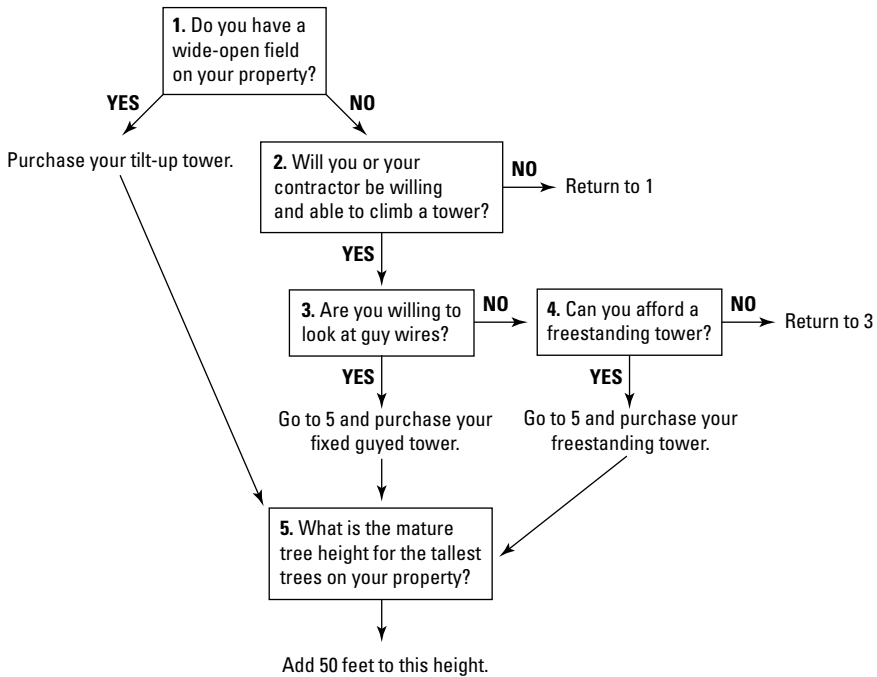 1. Do you have a
wide-open field
on your property?
YES
NO
Purchase your tilt-up tower.
2. Will you or your
contractor be willing
and able to climb a tower?
NO
Return to 1
YES
3. Are you willing to
look at guy wires?
NO
4. Can you afford a
freestanding tower?
NO
Return to 3
YES
YES
Go to 5 and purchase your
fixed guyed tower.
Go to 5 and purchase your
freestanding tower.
5. What is the mature
tree height for the tallest
trees on your property?
Add 50 feet to this height.